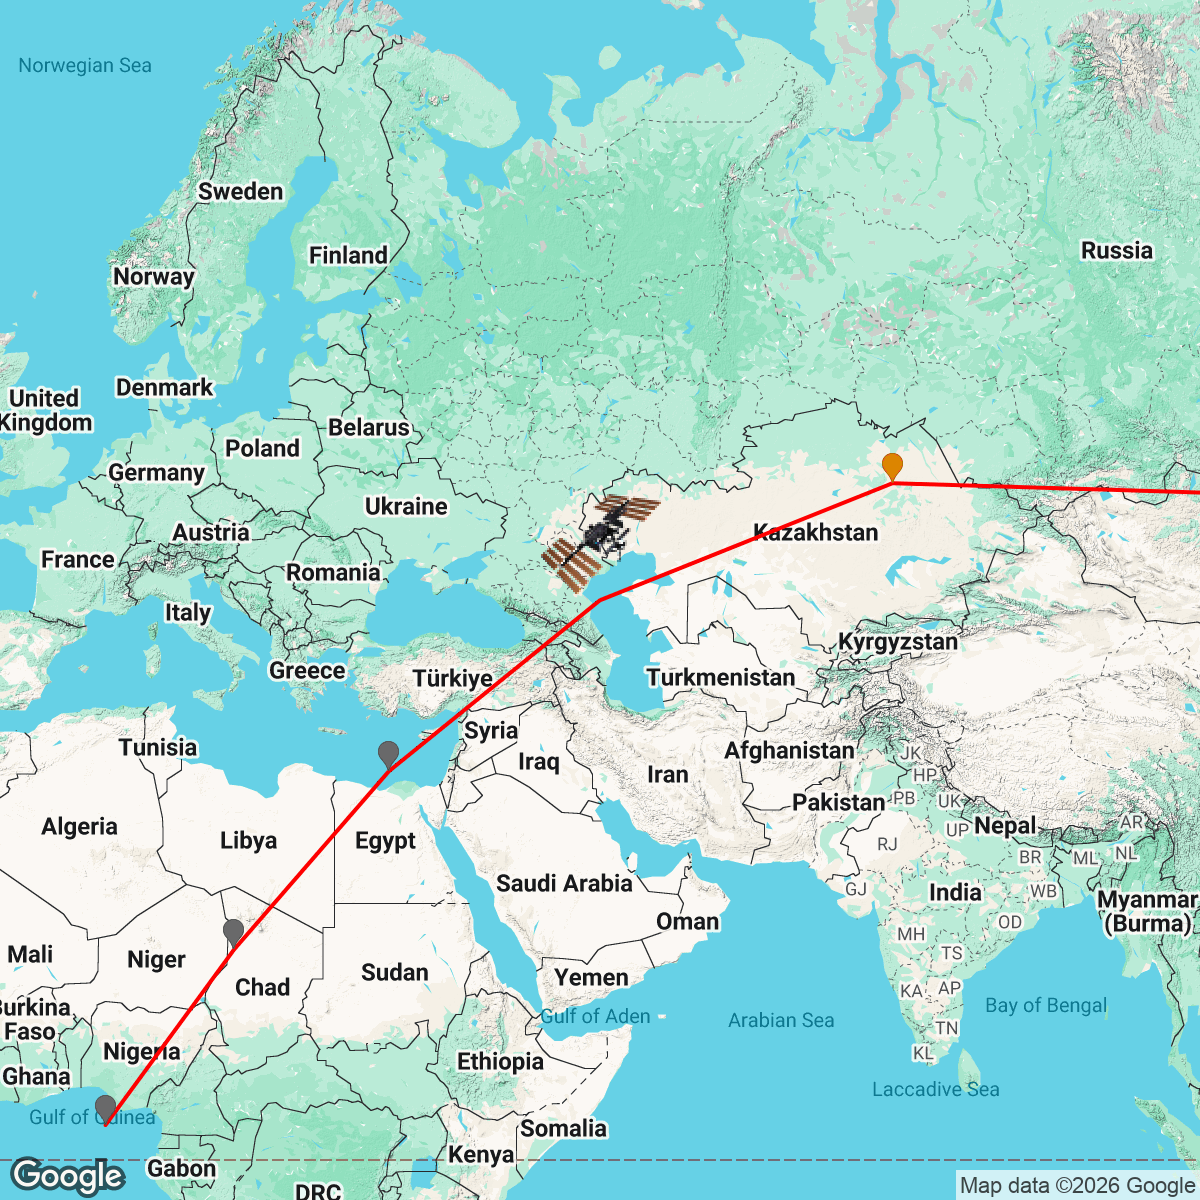 Norwegian Sea
Sweden
Finland
Norway
Russia
Denmark
United
Kingdom
Belarus
Poland
Germany
Ukraine
Austria
Kazakhstan
France
Romania
Italy
Kyrgyzstan
Greece
Türkiye
Turkmenistan
Syria
Tunisia
Afghanistan
JK
Iraq
Iran
HP
Pakistan
PB
UK
Algeria
Libya
Egypt
UP
Nepal
AR
RJ
BR
ML
NL
Saudi Arabia
GJ
India
WB
Myanmar
(Burma)
Oman
OD
MH
Mali
Niger
Sudan
TS
Chad
Yemen
KA
AP
Burkina
Faso
Gulf of Aden
Arabian Sea
Bay of Bengal
TN
Nigeria
KL
Ghana
Ethiopia
Laccadive Sea
Gulf of Guinea
Somalia
Kenya
Gabon
DRC
Google
Map data ©2026 Google